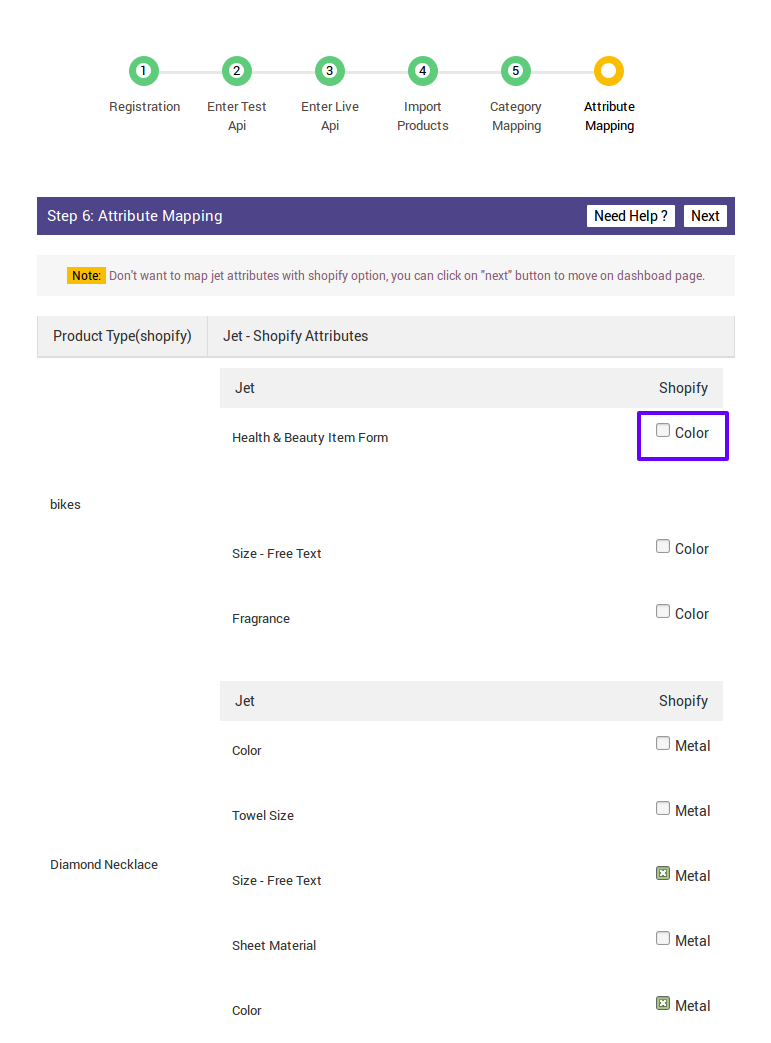 1 2 3 4 5
Registration Enter Test Enter Live Import Category Attribute
Api Api Products Mapping Mapping
Step 6: Attribute Mapping Need Help ? Next
Note: Don't want to map jet attributes with shopify option, you can click on "next" button to move on dashboad page.
Product Type(shopify) Jet - Shopify Attributes
Jet Shopify
Health & Beauty Item Form Color
bikes
Size - Free Text Color
Fragrance Color
Jet Shopify
Color Metal
Towel Size Metal
Diamond Necklace
Size - Free Text Metal
Sheet Material Metal
Color Metal